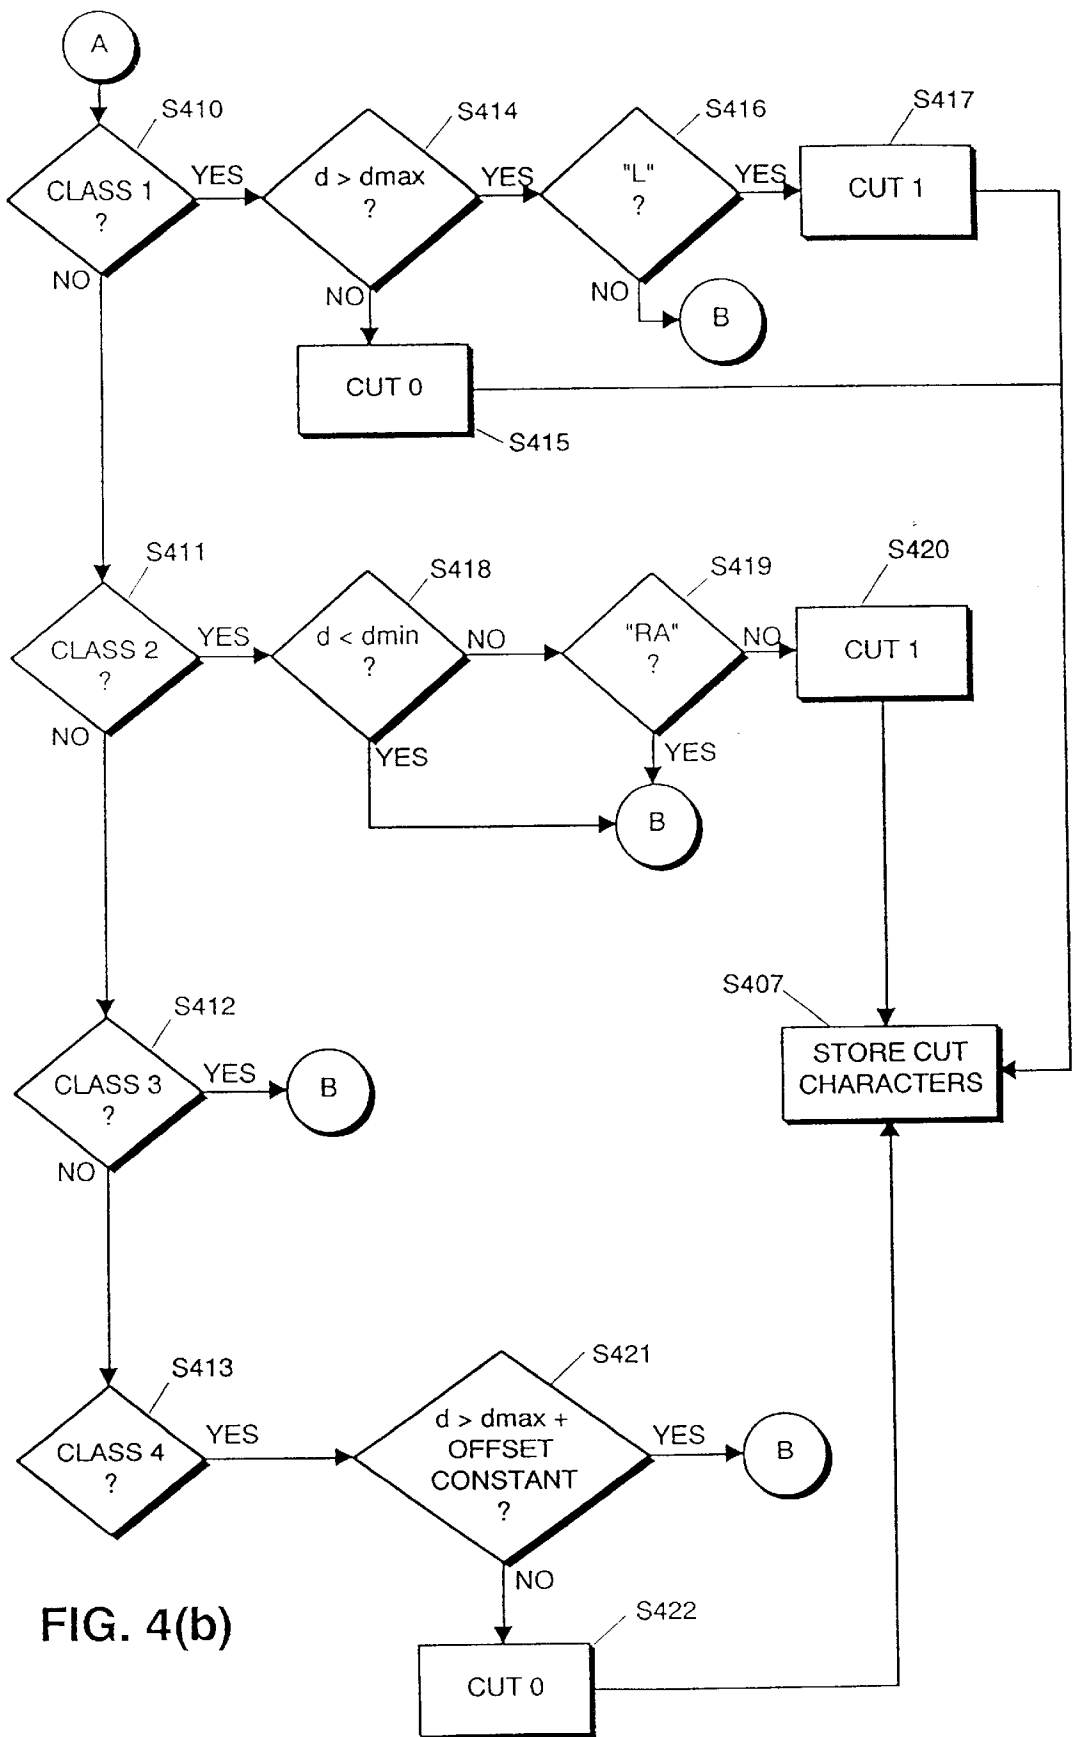 A
S410
CLASS 1
?
YES
NO
S414
d > dmax
?
YES
NO
S416
"L"
?
YES
NO
B
S417
CUT 1
CUT 0
S415
S411
CLASS 2
?
YES
NO
S418
d < dmin
?
NO
YES
S419
"RA"
?
NO
YES
B
S420
CUT 1
S407
STORE CUT
CHARACTERS
S412
CLASS 3
?
YES
NO
B
S413
CLASS 4
?
YES
S421
d > dmax +
OFFSET
CONSTANT
?
YES
NO
B
S422
CUT 0
FIG. 4(b)